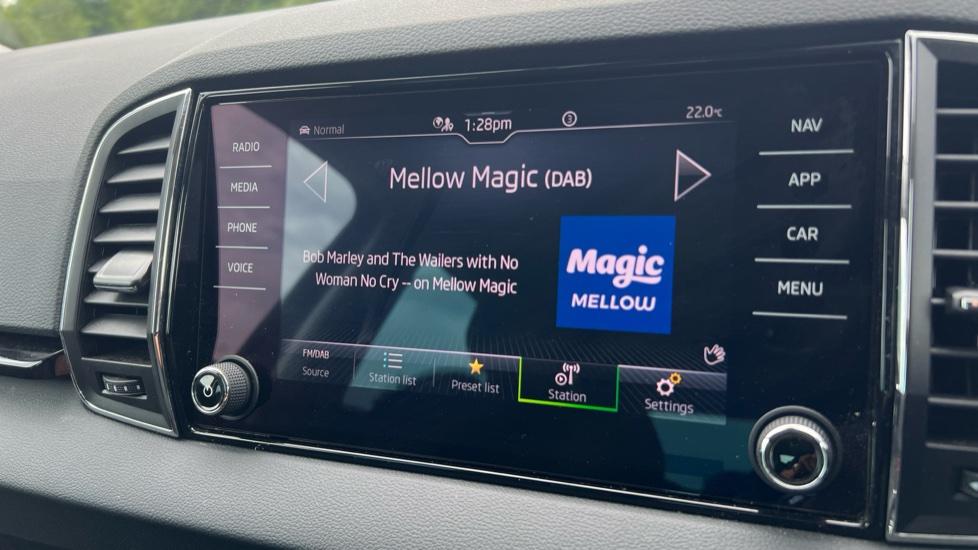 Normal
1:28pm
3
22.0°C
RADIO
MEDIA
PHONE
VOICE
Mellow Magic (DAB)
Bob Marley and The Wailers with No
Woman No Cry -- on Mellow Magic
Magic
MELLOW
NAV
APP
CAR
MENU
FM/DAB
Source
Station list
Preset list
Station
Settings